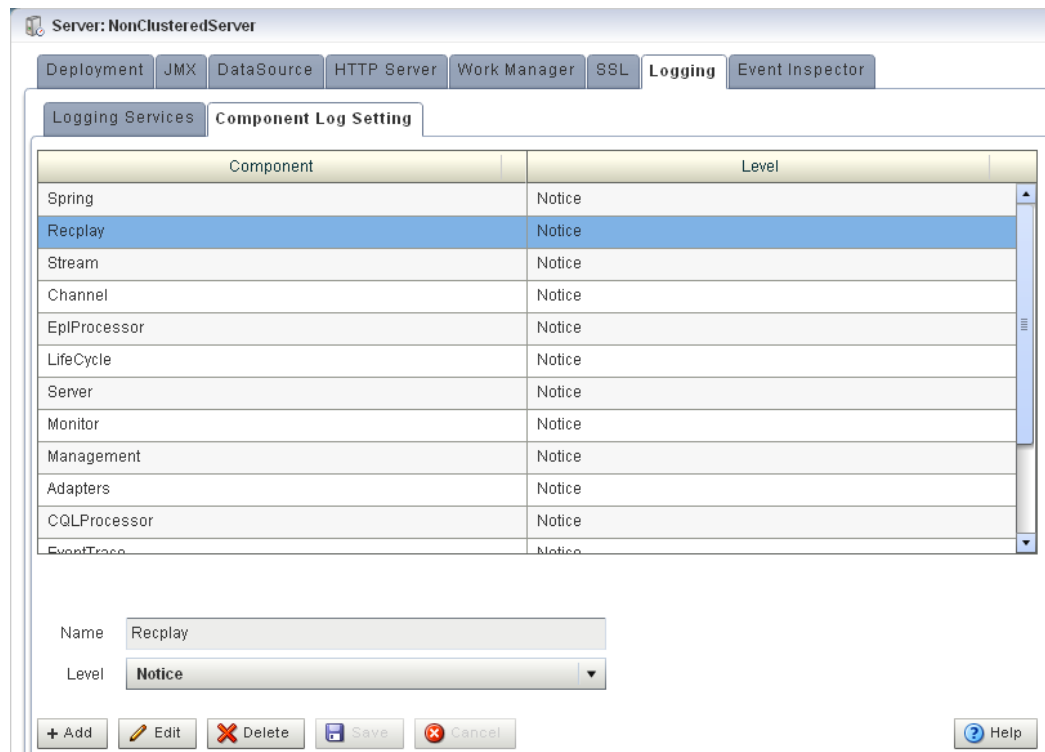 Server: NonClusteredServer
Deployment JMX DataSource HTTP Server Work Manager SSL Logging Event Inspector
Logging Services Component Log Setting
Component Level
Spring Notice
Recplay Notice
Stream Notice
Channel Notice
EplProcessor Notice
LifeCycle Notice
Server Notice
Monitor Notice
Management Notice
Adapters Notice
CQLProcessor Notice
EventTrace Notice
Name Recplay
Level Notice
+ Add Edit Delete Save Cancel Help